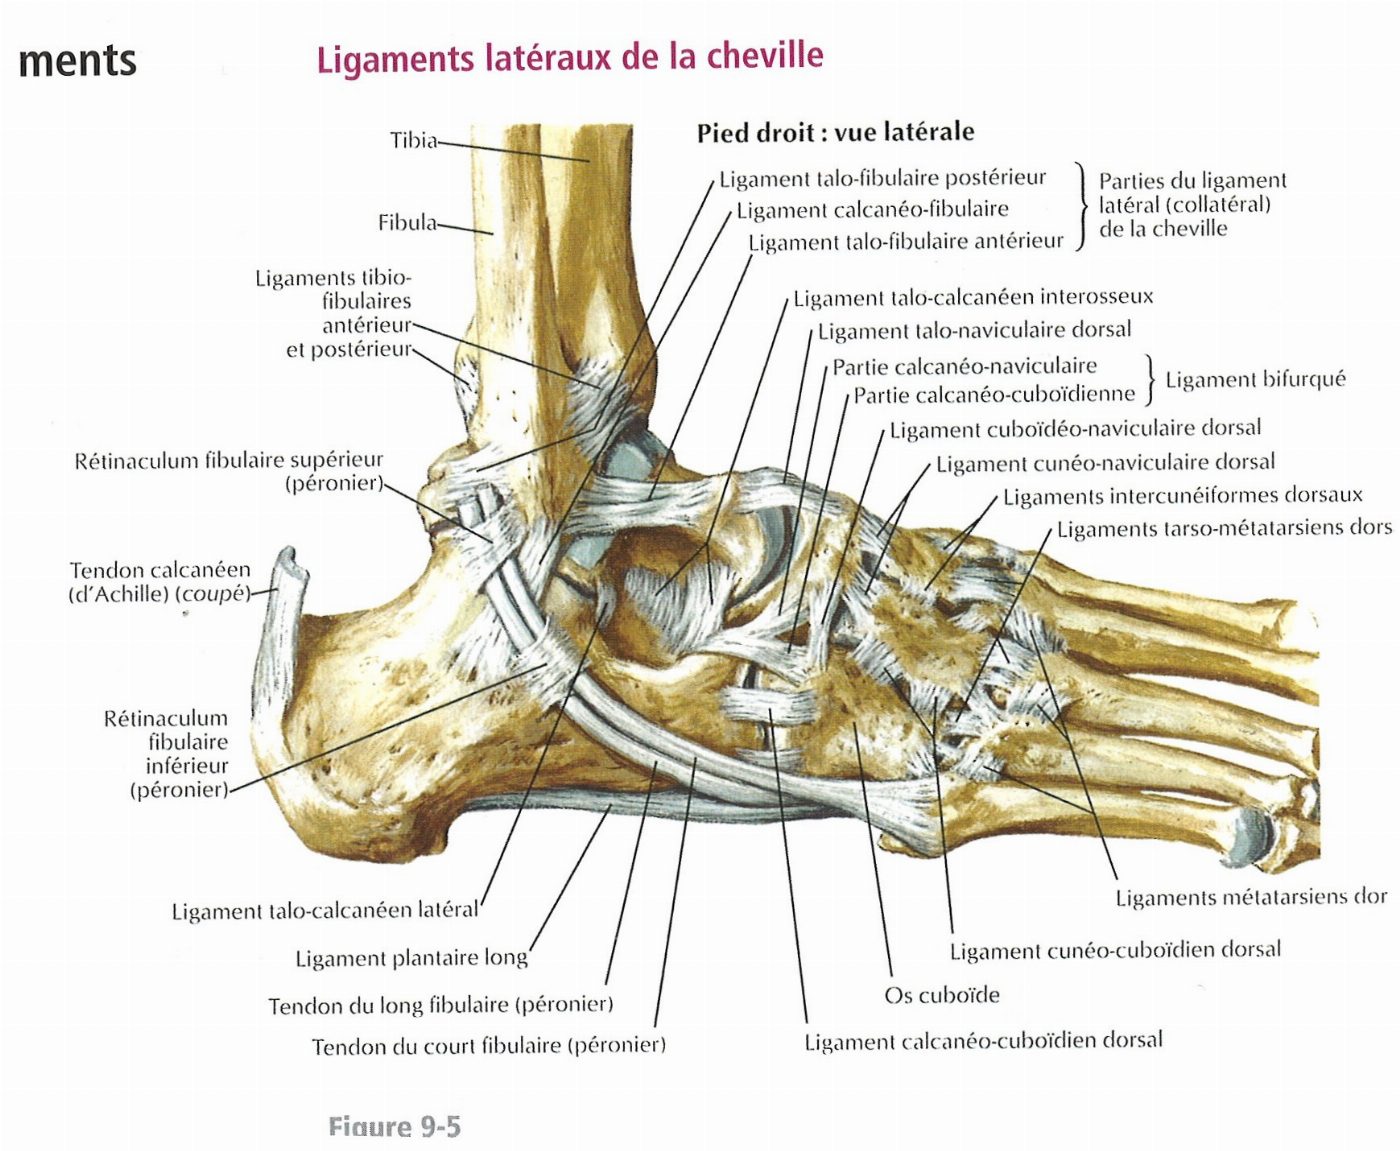 ments
Ligaments latéraux de la cheville
Pied droit : vue latérale
Tibia
Fibula
Ligaments tibio-
fibulaires
antérieur
et postérieur
Rétinaculum fibulaire supérieur
(péronier)
Tendon calcanéen
(d'Achille) (coupé)
Rétinaculum
fibulaire
inférieur
(péronier)
Ligament talo-fibulaire postérieur
Ligament calcanéo-fibulaire
Ligament talo-fibulaire antérieur
Parties du ligament
latéral (collatéral)
de la cheville
Ligament talo-calcanéen interosseux
Ligament talo-naviculaire dorsal
Partie calcanéo-naviculaire
Partie calcanéo-cuboïdienne
Ligament bifurqué
Ligament cuboïdéo-naviculaire dorsal
Ligament cunéo-naviculaire dorsal
Ligaments intercunéiformes dorsaux
Ligaments tarso-métatarsiens dors
Ligament talo-calcanéen latéral
Ligament plantaire long
Tendon du long fibulaire (péronier)
Tendon du court fibulaire (péronier)
Ligaments métatarsiens dor
Ligament cunéo-cuboïdien dorsal
Os cuboïde
Ligament calcanéo-cuboïdien dorsal
Figure 9-5